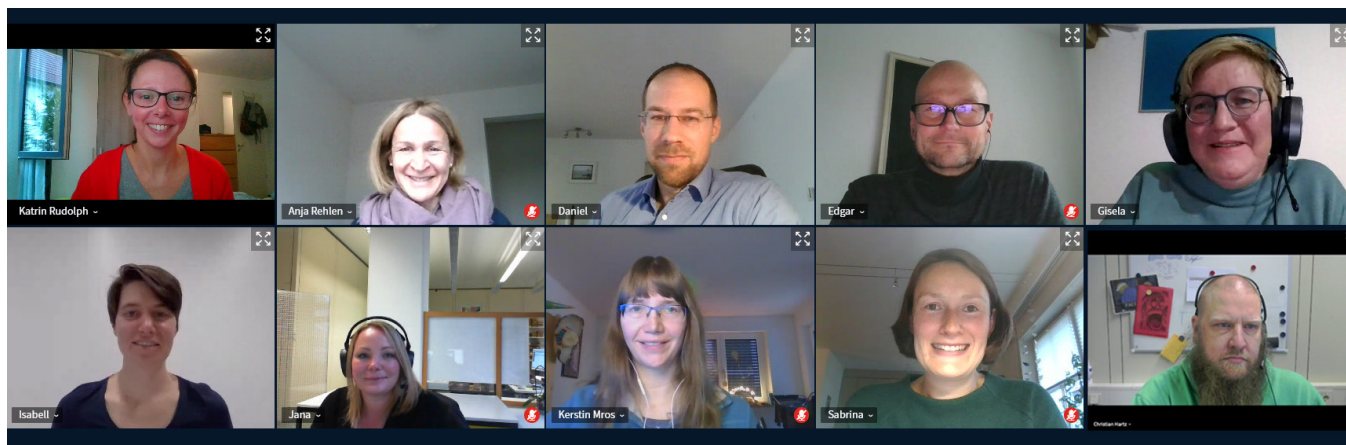 Katrin Rudolph
Anja Rehlen
Daniel
Edgar
Gisela
Isabell
Jana
Kerstin Mros
Sabrina
Christian Hartz